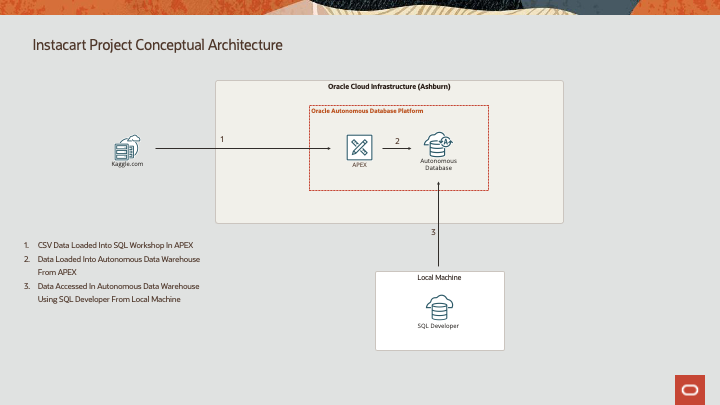 Instacart Project Conceptual Architecture
Oracle Cloud Infrastructure (Ashburn)
Oracle Autonomous Database Platform
1
2
A
Kaggle.com
APEX
Autonomous
Database
3
1. CSV Data Loaded Into SQL Workshop In APEX
2. Data Loaded Into Autonomous Data Warehouse
From APEX
3. Data Accessed In Autonomous Data Warehouse
Using SQL Developer From Local Machine
Local Machine
SQL Developer